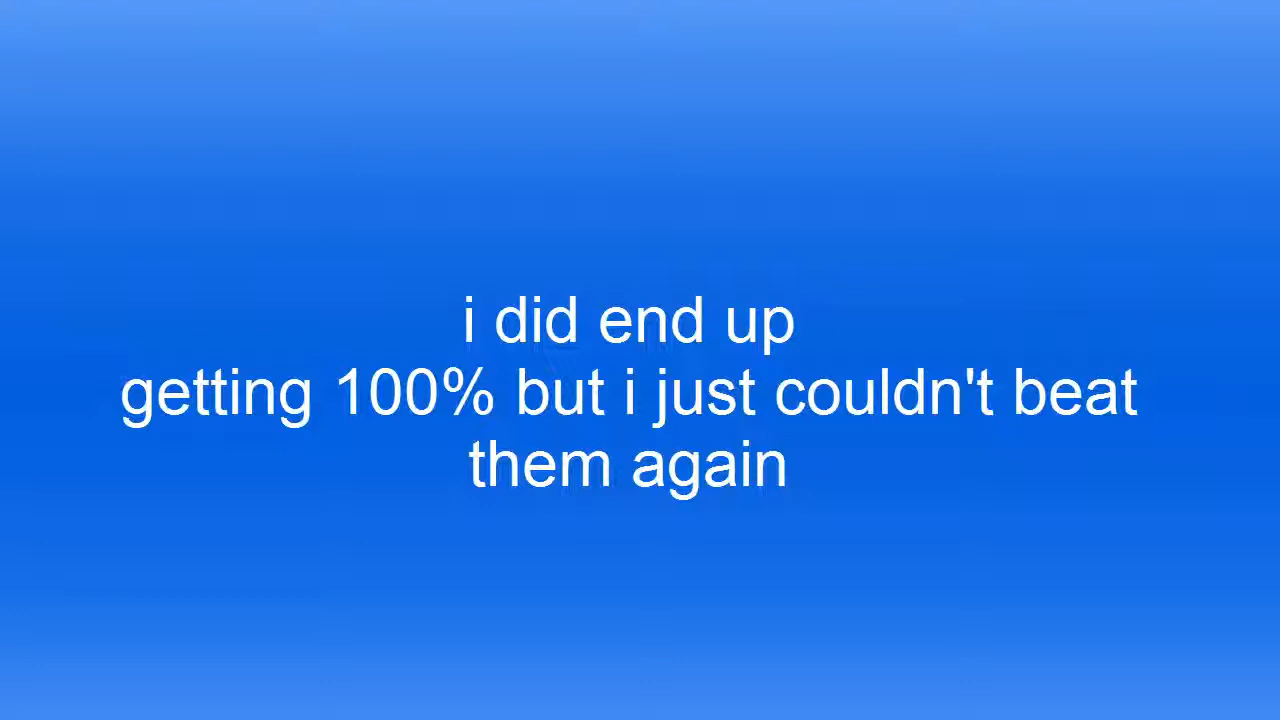 i did end up
getting 100% but i just couldn't beat
them again